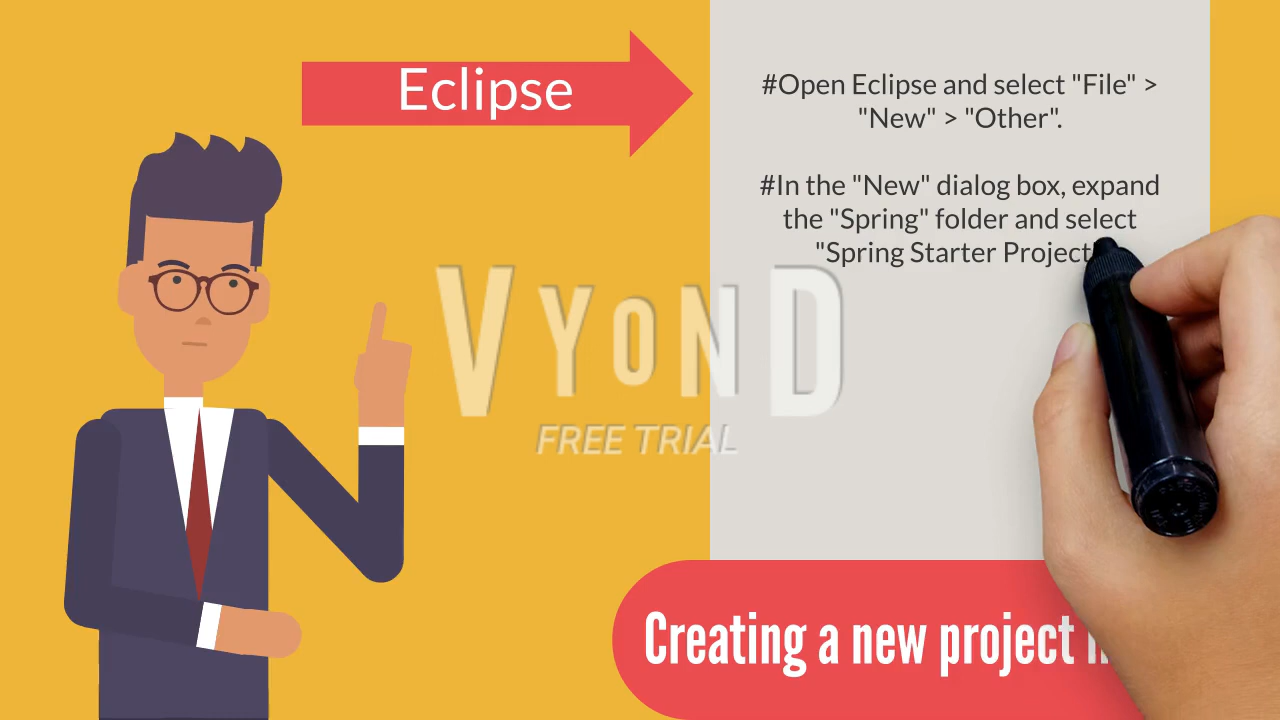 Eclipse
#Open Eclipse and select "File" >
"New" > "Other".
#In the "New" dialog box, expand
the "Spring" folder and select
"Spring Starter Project
VYOND
FREE TRIAL
Creating a new project